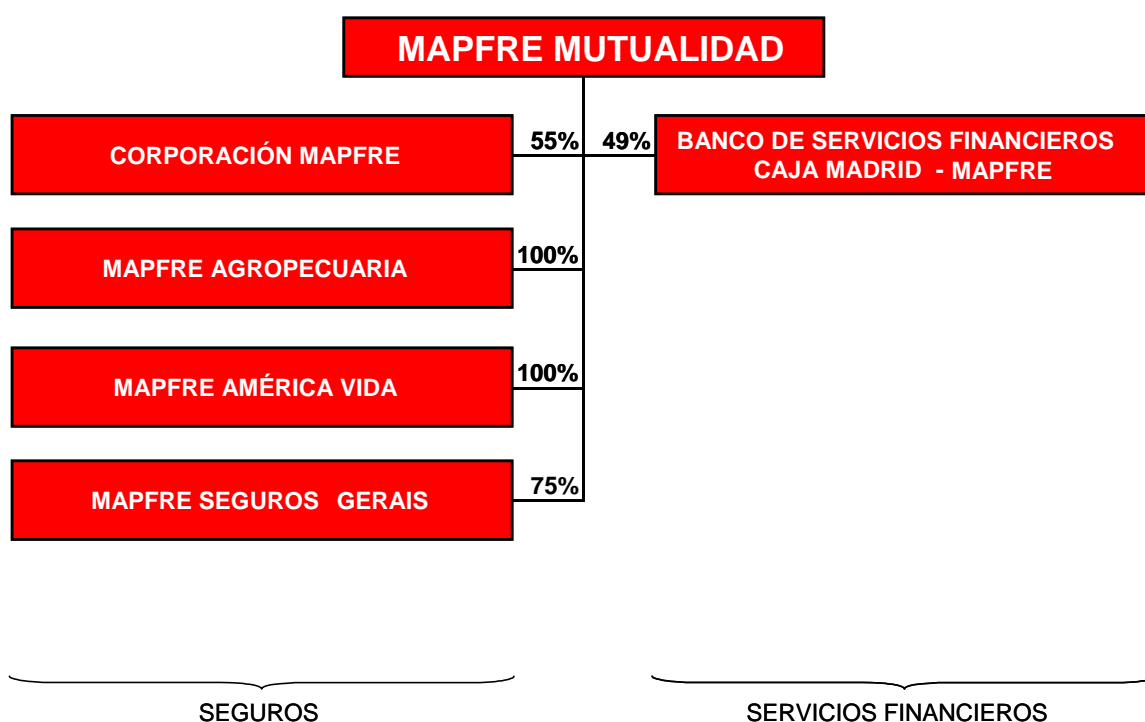 MAPFRE MUTUALIDAD
CORPORACIÓN MAPFRE
55%
49%
BANCO DE SERVICIOS FINANCIEROS
CAJA MADRID - MAPFRE
MAPFRE AGROPECUARIA
100%
MAPFRE AMÉRICA VIDA
100%
MAPFRE SEGUROS GERAIS
75%
SEGUROS
SERVICIOS FINANCIEROS